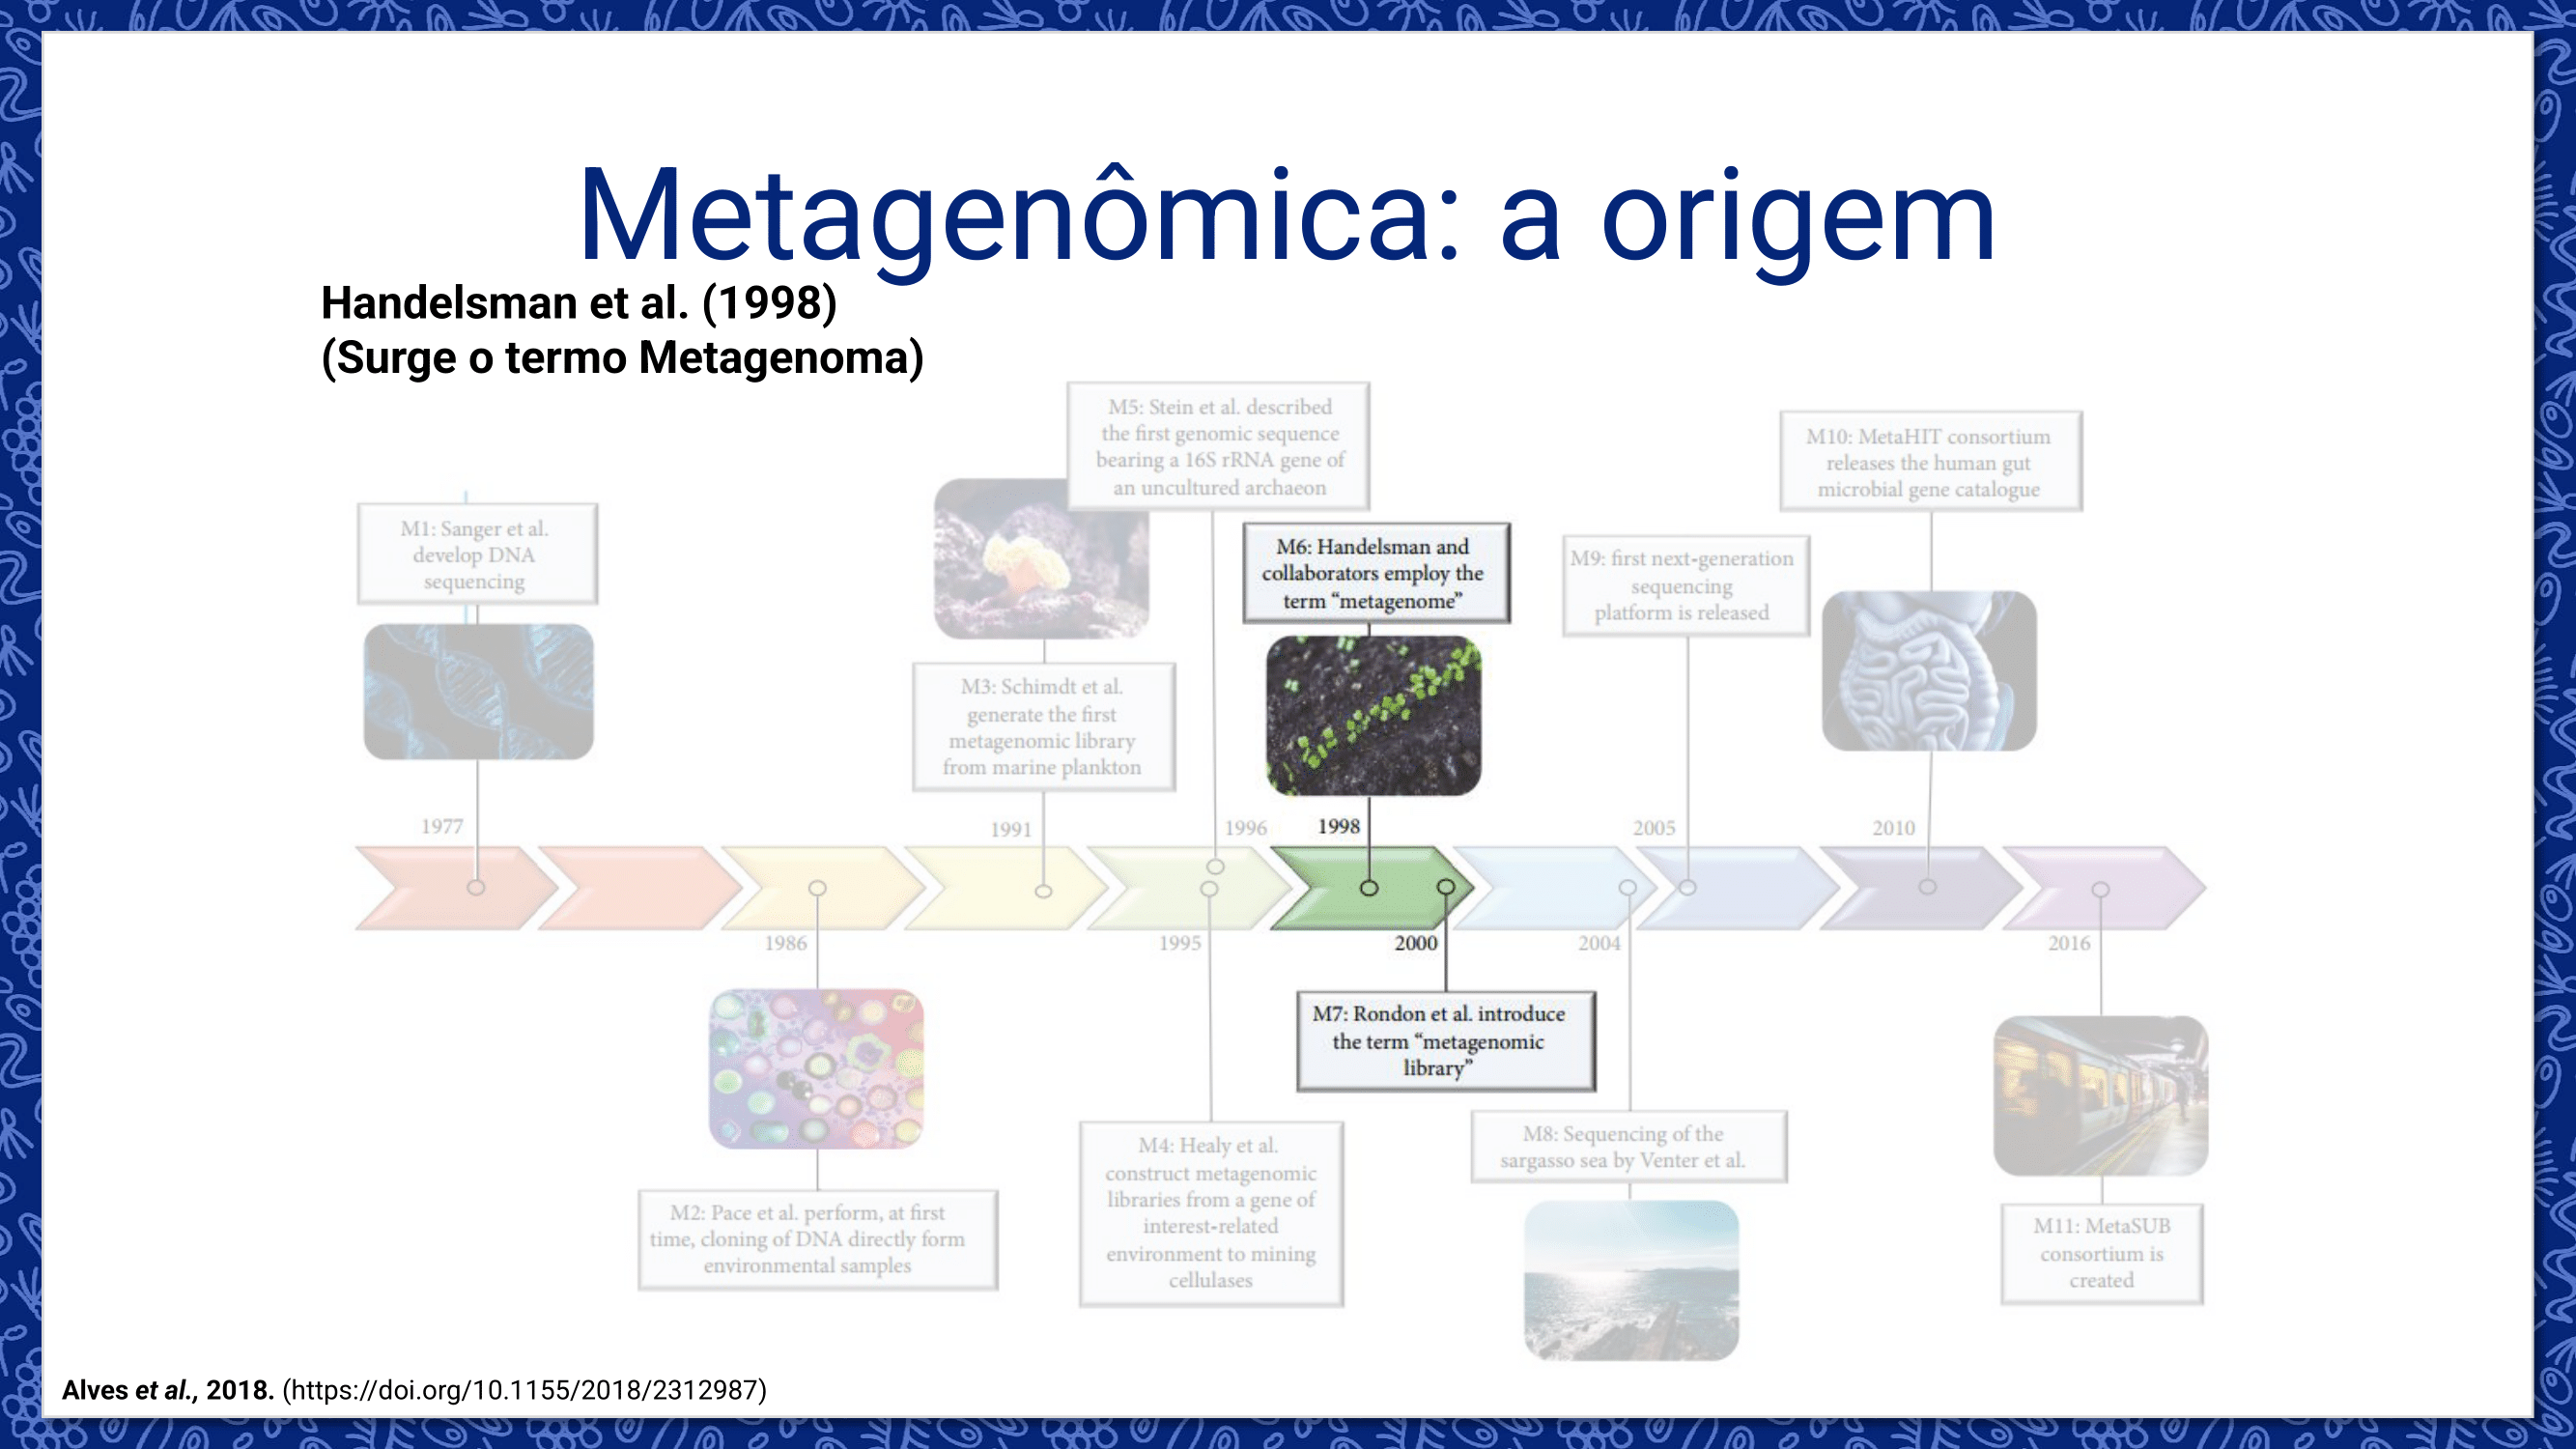 Metagenômica: a origem
Handelsman et al. (1998)
(Surge o termo Metagenoma)
M1: Sanger et al.
develop DNA
sequencing
1977
M2: Pace et al. perform, at first
time, cloning of DNA directly form
environmental samples
1986
M3: Schimdt et al.
generate the first
metagenomic library
from marine plankton
1991
M4: Healy et al.
construct metagenomic
libraries from a gene of
interest-related
environment to mining
cellulases
1995
M5: Stein et al. described
the first genomic sequence
bearing a 16S rRNA gene of
an uncultured archaeon
1996
M6: Handelsman and
collaborators employ the
term “metagenome”
1998
M7: Rondon et al. introduce
the term “metagenomic
library”
2000
M8: Sequencing of the
sargasso sea by Venter et al.
2004
M9: first next-generation
sequencing
platform is released
2005
M10: MetaHIT consortium
releases the human gut
microbial gene catalogue
2010
M11: MetaSUB
consortium is
created
2016
Alves et al., 2018. (https://doi.org/10.1155/2018/2312987)